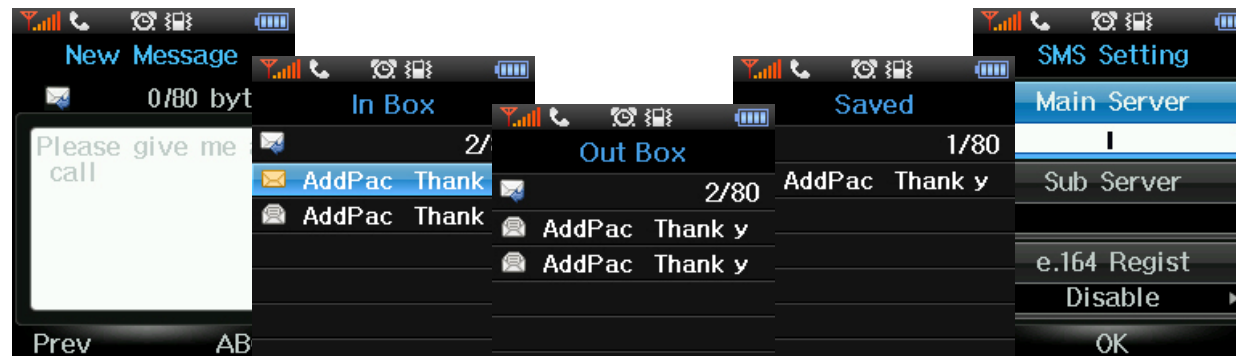 New Message
0/80 byt
Please give me
call
Prev AB
In Box
2/
AddPac Thank
AddPac Thank
Out Box
2/80
AddPac Thank y
AddPac Thank y
Saved
1/80
AddPac Thank y
SMS Setting
Main Server
Sub Server
e.164 Regist
Disable
OK